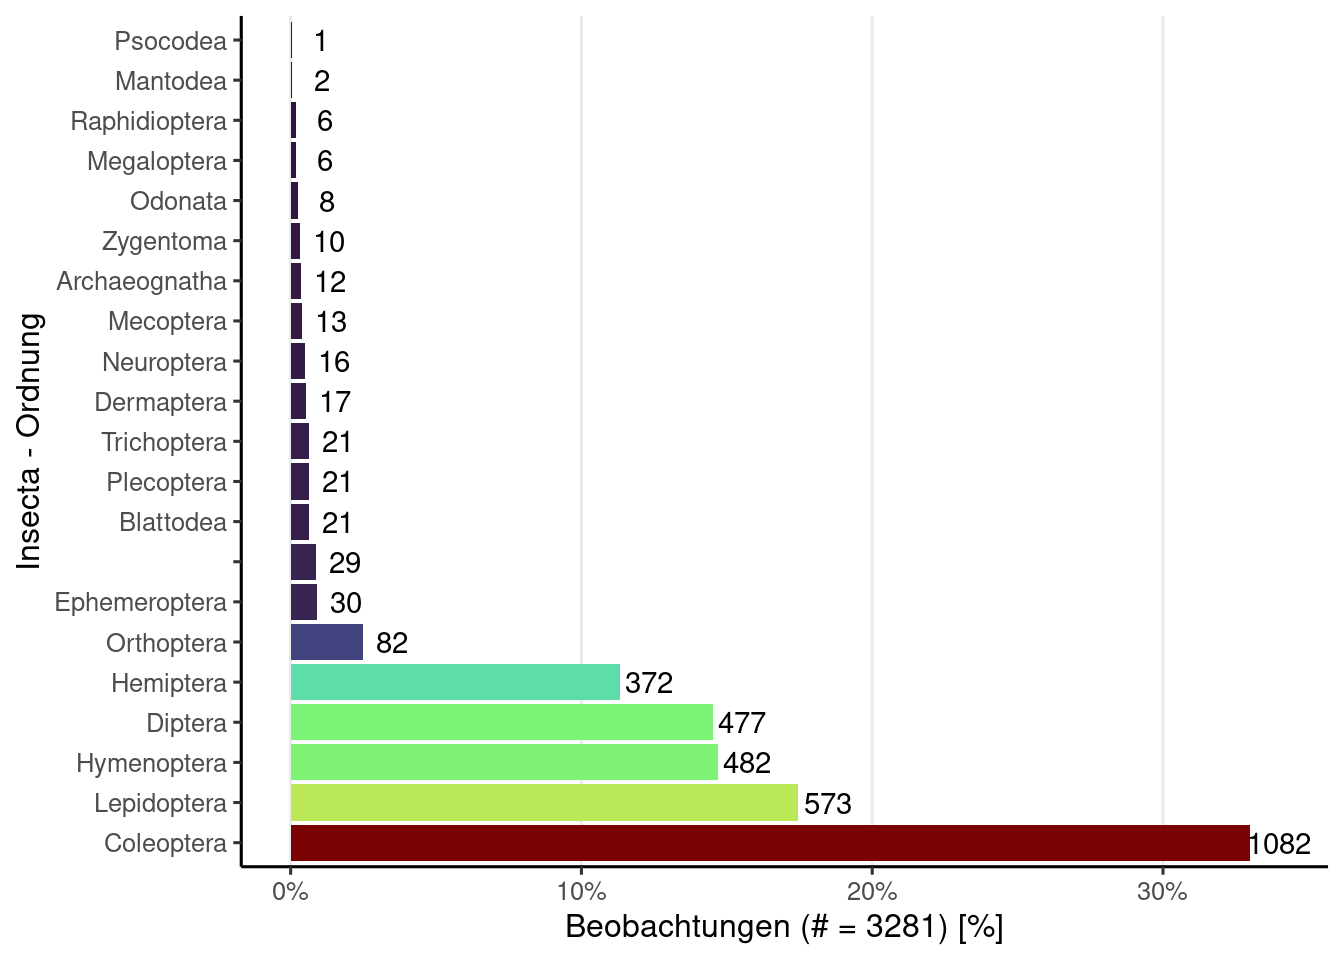 Insecta - Ordnung
Psocodea 1
Mantodea 2
Raphidioptera 6
Megaloptera 6
Odonata 8
Zygentoma 10
Archaeognatha 12
Mecoptera 13
Neuroptera 16
Dermaptera 17
Trichoptera 21
Plecoptera 21
Blattodea 21
29
Ephemeroptera 30
Orthoptera 82
Hemiptera 372
Diptera 477
Hymenoptera 482
Lepidoptera 573
Coleoptera 1082
0% 10% 20% 30%
Beobachtungen (# = 3281) [%]